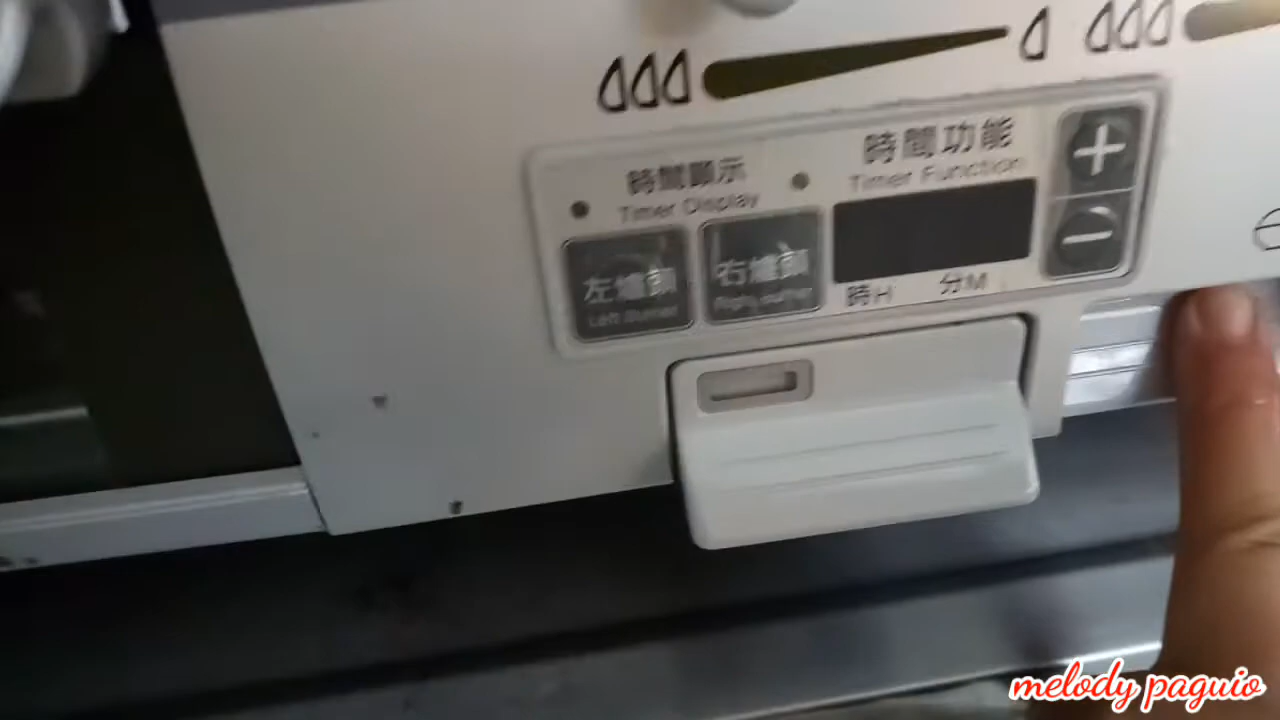 時間顯示
Timer Display
時間功能
Timer Function
左爐頭
Left Burner
右爐頭
Right Burner
時H
分M
melody paguio